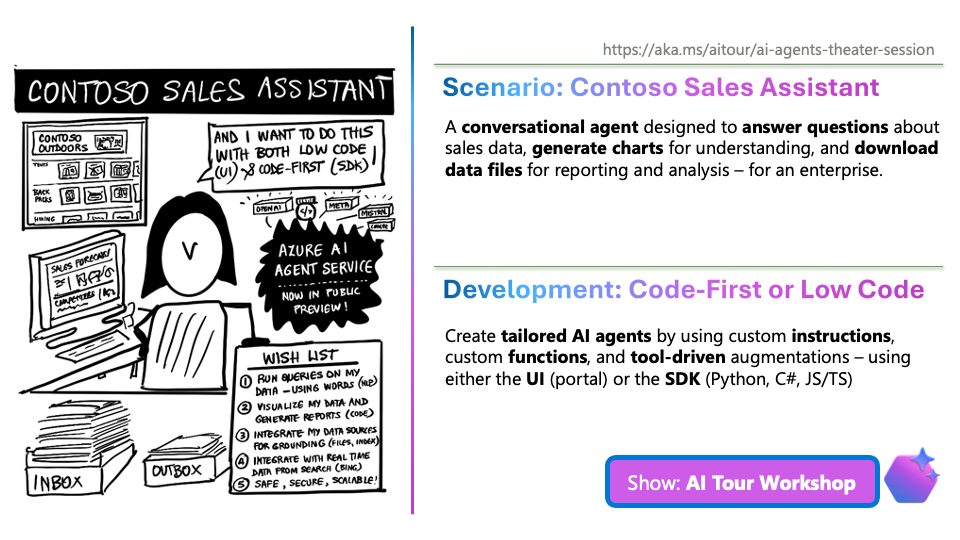 CONTOSO SALES ASSISTANT
CONTOSO
OUTDOORS
TENTS
BACK
PACKS
HIKING
AND I WANT TO DO THIS
WITH BOTH LOW CODE
(UI) & CODE-FIRST (SDK)
OPENAI
</>
META
MISTRAL
COHERE
AZURE AI
AGENT SERVICE
NOW IN PUBLIC
PREVIEW!
SALES FORECAST
COMPETITORS
WISH LIST
1 RUN QUERIES ON MY
DATA – USING WORDS (NLP)
2 VISUALIZE MY DATA AND
GENERATE REPORTS (CODE)
3 INTEGRATE MY DATA SOURCES
FOR GROUNDING (FILES, INDEX)
4 INTEGRATE WITH REAL TIME
DATA FROM SEARCH (BING)
5 SAFE, SECURE, SCALABLE!
INBOX
OUTBOX
https://aka.ms/aitour/ai-agents-theater-session
Scenario: Contoso Sales Assistant
A conversational agent designed to answer questions about
sales data, generate charts for understanding, and download
data files for reporting and analysis – for an enterprise.
Development: Code-First or Low Code
Create tailored AI agents by using custom instructions,
custom functions, and tool-driven augmentations – using
either the UI (portal) or the SDK (Python, C#, JS/TS)
Show: AI Tour Workshop